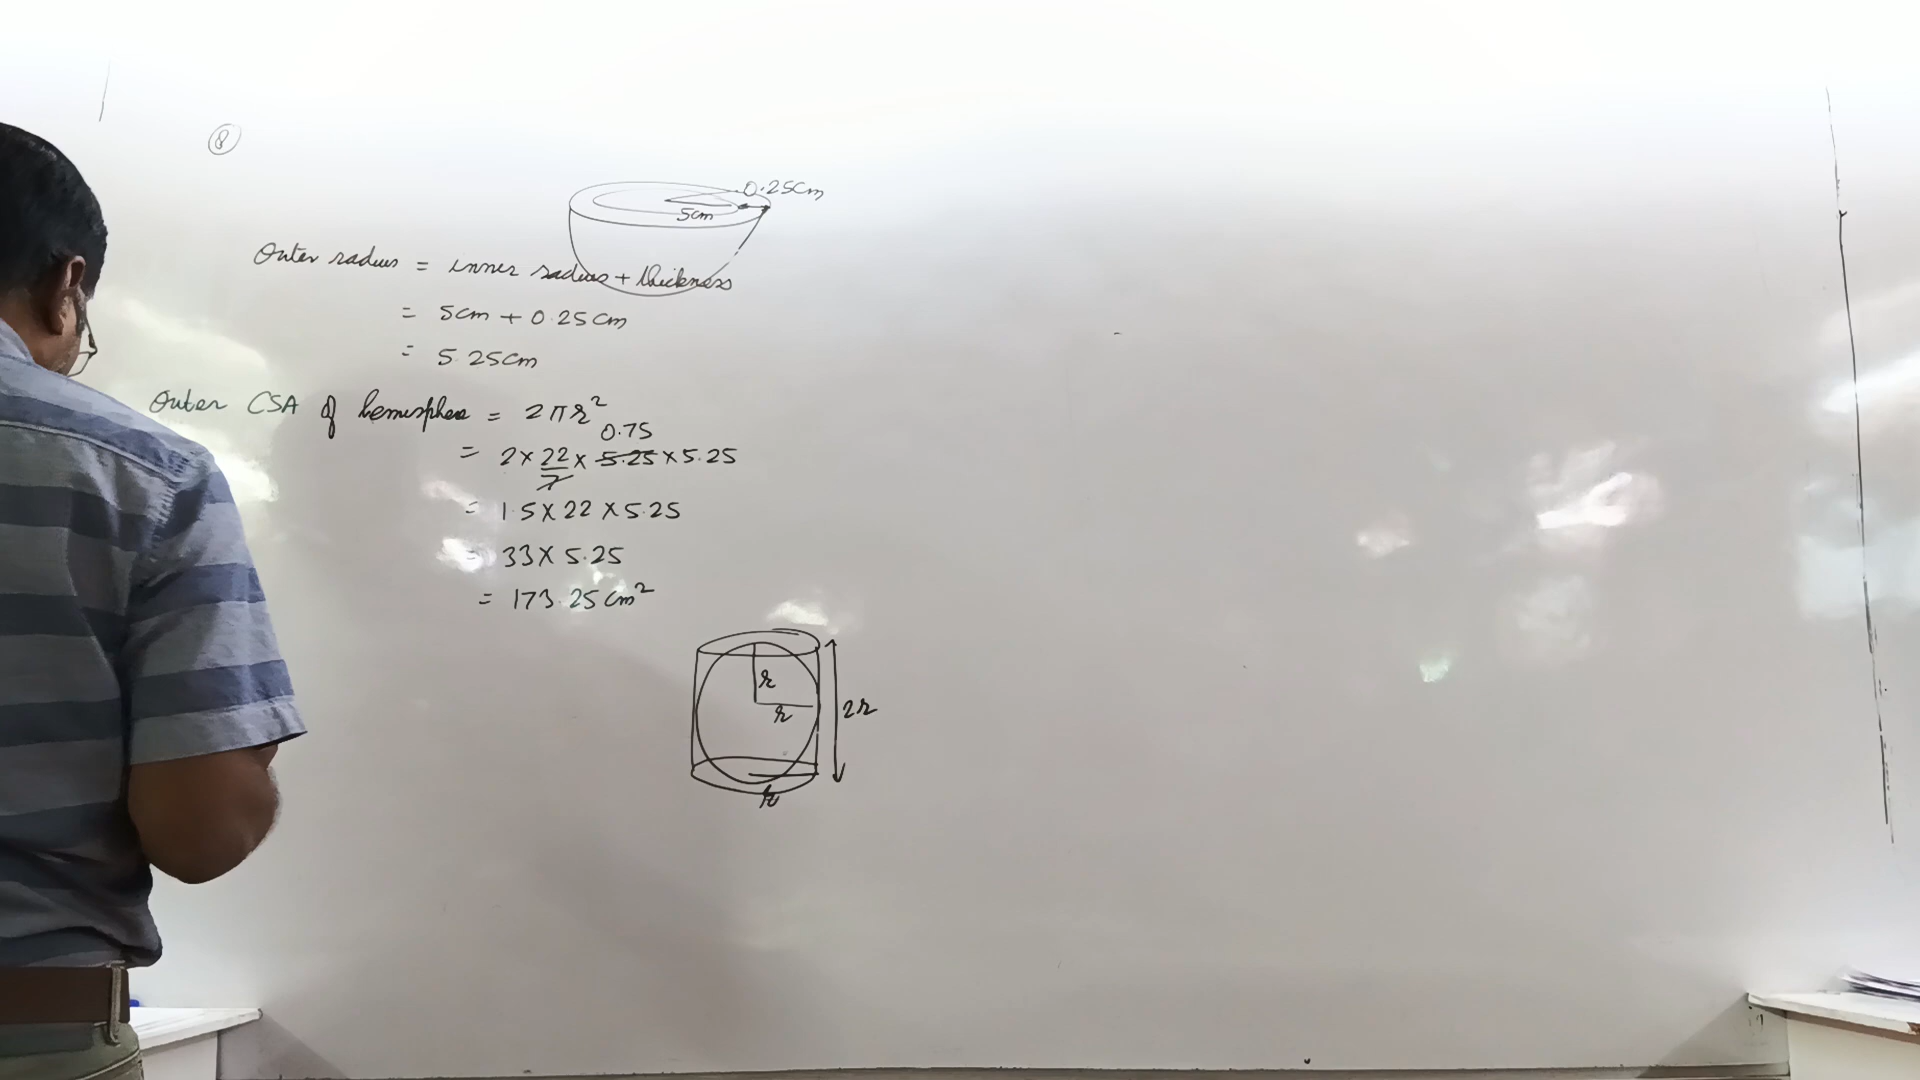 8
0.25cm
5cm
Outer radius = inner radius + thickness
= 5cm + 0.25cm
= 5.25cm
Outer CSA of hemisphere = 2πr²
0.75
= 2 × 22/7 × 5.25 × 5.25
= 1.5 × 22 × 5.25
= 33 × 5.25
= 173.25 cm²
r
r
2r
r